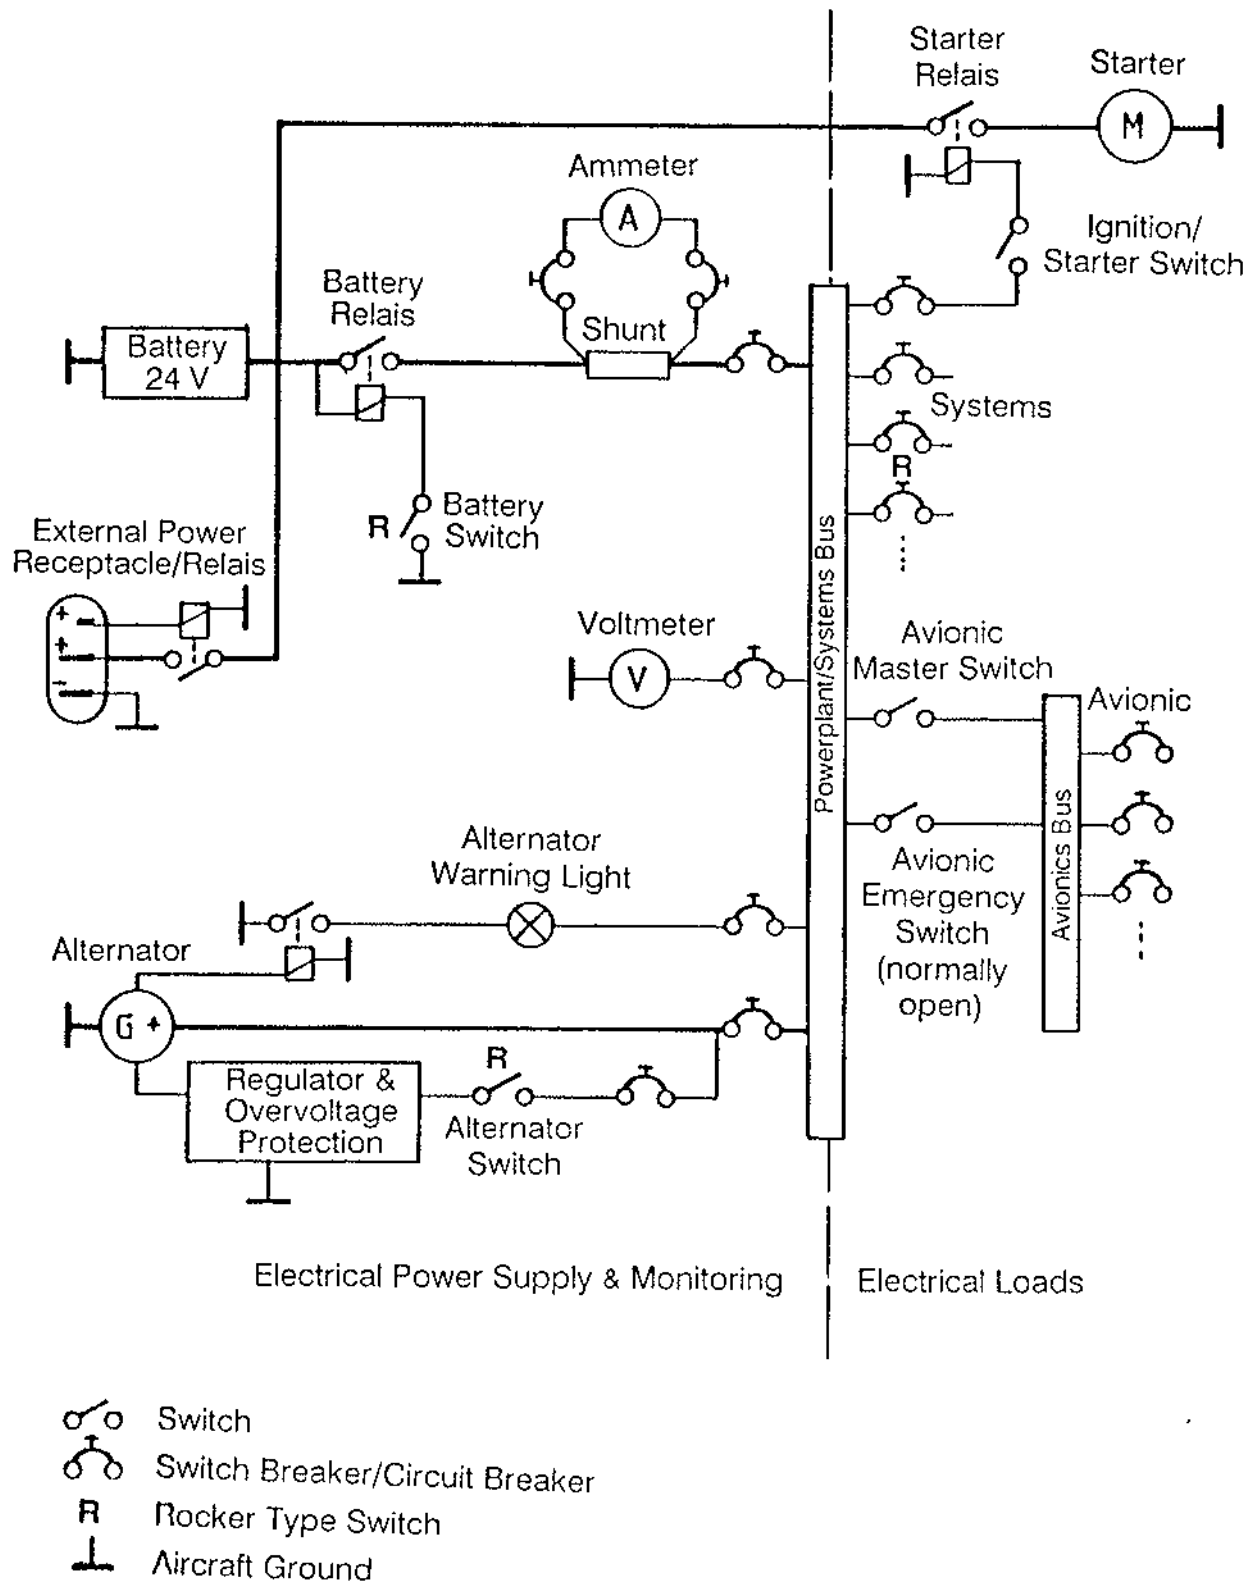 Starter
Relais
Starter
M
Ammeter
A
Ignition/
Starter Switch
Battery
Relais
Shunt
Battery
24 V
Systems
R
R
Battery
Switch
External Power
Receptacle/Relais
+
+
-
Voltmeter
V
Powerplant/Systems Bus
Avionic
Master Switch
Avionic
Avionics Bus
Alternator
Warning Light
Avionic
Emergency
Switch
(normally
open)
Alternator
G +
R
Regulator &
Overvoltage
Protection
Alternator
Switch
Electrical Power Supply & Monitoring
Electrical Loads
Switch
Switch Breaker/Circuit Breaker
R Rocker Type Switch
Aircraft Ground